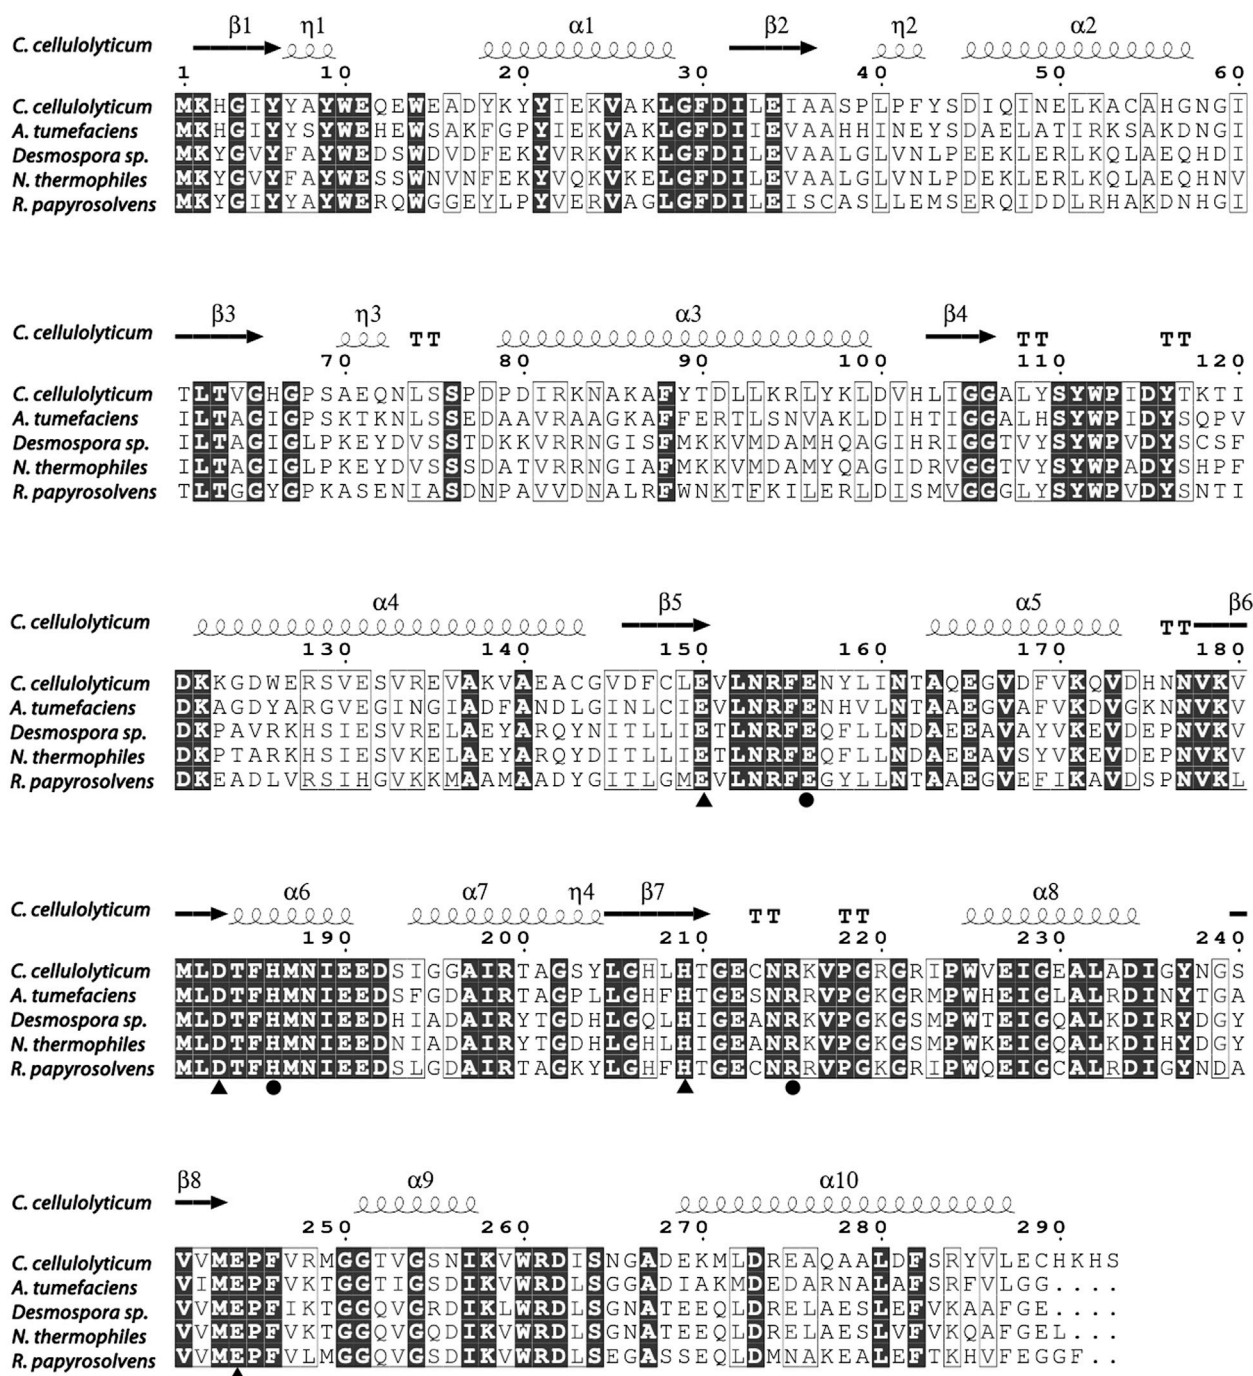 β1 η1 α1 β2 η2 α2
C. cellulolyticum
1 10 20 30 40 50 60
C. cellulolyticum MKHGIYYAYWEQEWEADYKYYIEKVAKLGFDILEIAASPLPFYSDIQINELKACAHGNGI
A. tumefaciens MKHGIYYSYWEHEWSAKFGPYIEKVAKLGFDIIEVAAHHINEYSDAELATIRKSAKDNGI
Desmospora sp. MKYGVYFAYWEDSWDVDFEKYVRKVKKLGFDILEVAALGLVNLPEEKLERLKQLAEQHDI
N. thermophiles MKYGVYFAYWESSWNVNFEKYVQKVKELGFDILEVAALGLVNLPDEKLERLKQLAEQHNV
R. papyrosolvens MKYGIYYAYWERQWGGEYLPYVERVAGLGFDILEISCASLLEMSERQIDDLRHAKDNHGI
β3 η3 α3 β4
C. cellulolyticum TT TT TT
70 80 90 100 110 120
C. cellulolyticum TLTVGHGPSAEQNLSSPDPDIRKNAKAFYTDLLKRLYKLDVHLIGGALYSYWPIDYTKTI
A. tumefaciens ILTAGIGPSKTKNLSSEDAAVRAAGKAFFERTLSNVAKLDIHTIGGALHSYWPIDYSQPV
Desmospora sp. ILTAGIGLPKEYDVSSTDKKVRRNGISFMKKVMDAMHQAGIHRIGGTVYSYWPVDYSCSF
N. thermophiles ILTAGIGLPKEYDVSSSDATVRRNGIAFMKKVMDAMYQAGIDRVGGTVYSYWPADYSHPF
R. papyrosolvens TLTGGYGPKASENIASDNPAVVDNALRFWNKTFKILERLDISMVGGGLYSYWPVDYSNTI
α4 β5 α5 β6
C. cellulolyticum TT
130 140 150 160 170 180
C. cellulolyticum DKKGDWERSVESVREVAKVAEACGVDFCLEVLNRFENYLINTAQEGVDFVKQVDHNNVKV
A. tumefaciens DKAGDYARGVEGINGIADFANDLGINLCIEVLNRFENHVLNTAAEGVAFVKDVGKNNVKV
Desmospora sp. DKPAVRKHSIESVRELAEYARQYNITLLIETLNRFEQFLLNDAEEAVAYVKEVDEPNVKV
N. thermophiles DKPTARKHSIESVKELAEYARQYDITLLIETLNRFEQFLLNDAEEAVSYVKEVDEPNVKV
R. papyrosolvens DKEADLVRSIHGVKKMAAMAADYGITLGMEVLNRFEGYLLNTAAEGVEFIKAVDSPNVKL
α6 α7 η4 β7 α8
C. cellulolyticum TT TT
190 200 210 220 230 240
C. cellulolyticum MLDTFHMNIEEDSIGGAIRTAGSYLGHLHTGECNRKVPGRGRIPWVEIGEALADIGYNGS
A. tumefaciens MLDTFHMNIEEDSFGDAIRTAGPLLGHFHTGESNRRVPGKGRMPWHEIGLALRDINYTGA
Desmospora sp. MLDTFHMNIEEDHIADAIRYTGDHLGQLHIGEANRKVPGKGSMPWTEIGQALKDIRYDGY
N. thermophiles MLDTFHMNIEEDNIADAIRYTGDHLGHLHIGEANRKVPGKGSMPWKEIGQALKDIHYDGY
R. papyrosolvens MLDTFHMNIEEDSLGDAIRTAGKYLGHFHTGECNRRVPGKGRIPWQEIGCALRDIGYNDA
β8 α9 α10
C. cellulolyticum
250 260 270 280 290
C. cellulolyticum VVMEPFVRMGGTVGSNIKVWRDISNGADEKMLDREAQAALDFSRYVLECHKHS
A. tumefaciens VIMEPFVKTGGTIGSDIKVWRDLSGGADIAKMDEDARNALAFSRFVLGG....
Desmospora sp. VVMEPFIKTGGQVGRDIKLWRDLSGNATEEQLDRELAESLEFVKAAFGE....
N. thermophiles VVMEPFVKTGGQVGQDIKVWRDLSGNATEEQLDRELAESLVFVKQAFGEL...
R. papyrosolvens VVMEPFVLMGGQVGSDIKVWRDLSEGASSEQLDMNAKEALEFTKHVFEGGF..